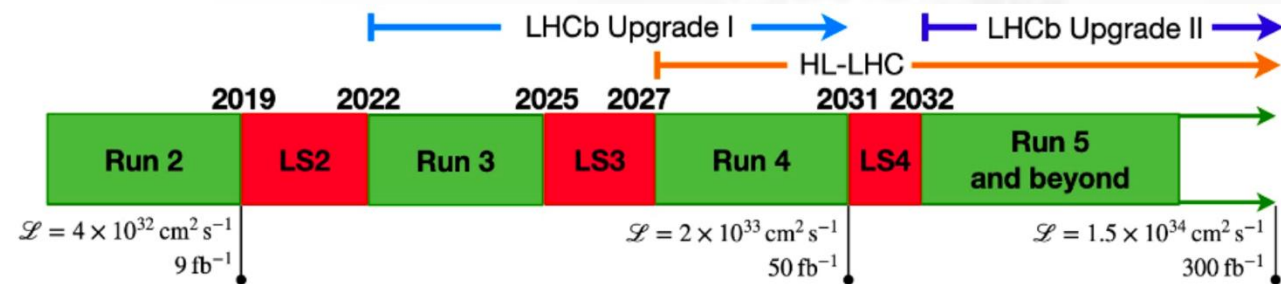 LHCb Upgrade I
LHCb Upgrade II
HL-LHC
2019 2022 2025 2027 2031 2032
Run 2 LS2 Run 3 LS3 Run 4 LS4 Run 5
and beyond
ℒ = 4 × 10³² cm² s⁻¹
9 fb⁻¹
ℒ = 2 × 10³³ cm² s⁻¹
50 fb⁻¹
ℒ = 1.5 × 10³⁴ cm² s⁻¹
300 fb⁻¹